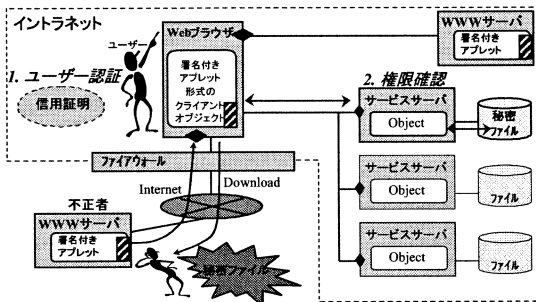 イントラネット
ユーザー
Webブラウザ
署名付き
アプレット
形式の
クライアント
オブジェクト
WWWサーバ
署名付き
アプレット
1. ユーザー認証
信用証明
2. 権限確認
サービスサーバ
Object
秘密
ファイル
サービスサーバ
Object
ファイル
サービスサーバ
Object
ファイル
ファイアウォール
Internet
Download
不正者
WWWサーバ
署名付き
アプレット
秘密ファイル